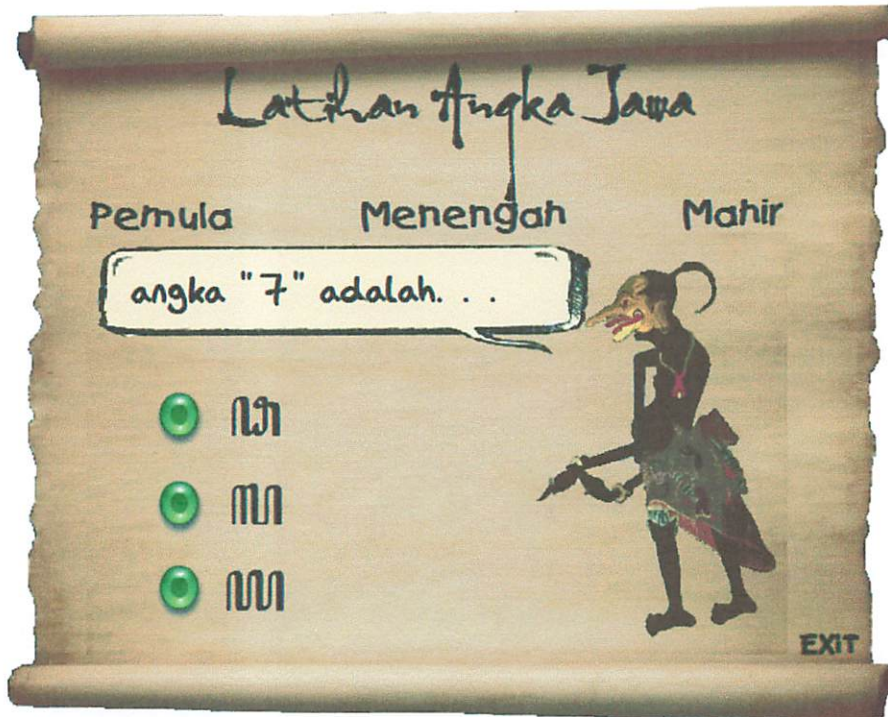 Latihan Angka Jawa
Pemula Menengah Mahir
angka "7" adalah. . .
EXIT